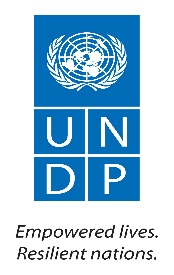 U N
D P
Empowered lives.
Resilient nations.